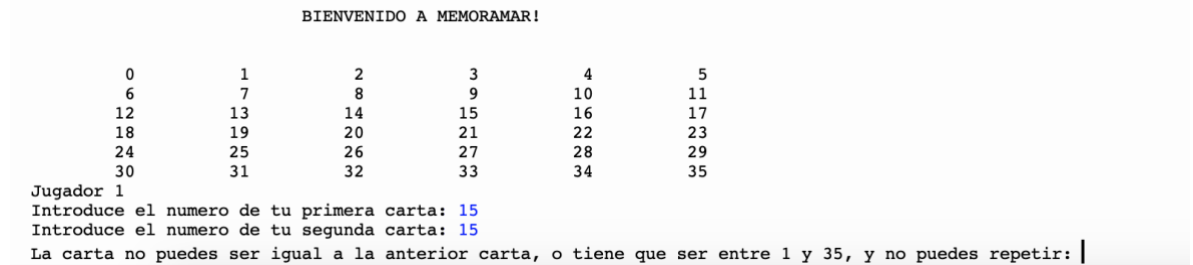 BIENVENIDO A MEMORAMAR!
0 1 2 3 4 5
6 7 8 9 10 11
12 13 14 15 16 17
18 19 20 21 22 23
24 25 26 27 28 29
30 31 32 33 34 35
Jugador 1
Introduce el numero de tu primera carta: 15
Introduce el numero de tu segunda carta: 15
La carta no puedes ser igual a la anterior carta, o tiene que ser entre 1 y 35, y no puedes repetir: